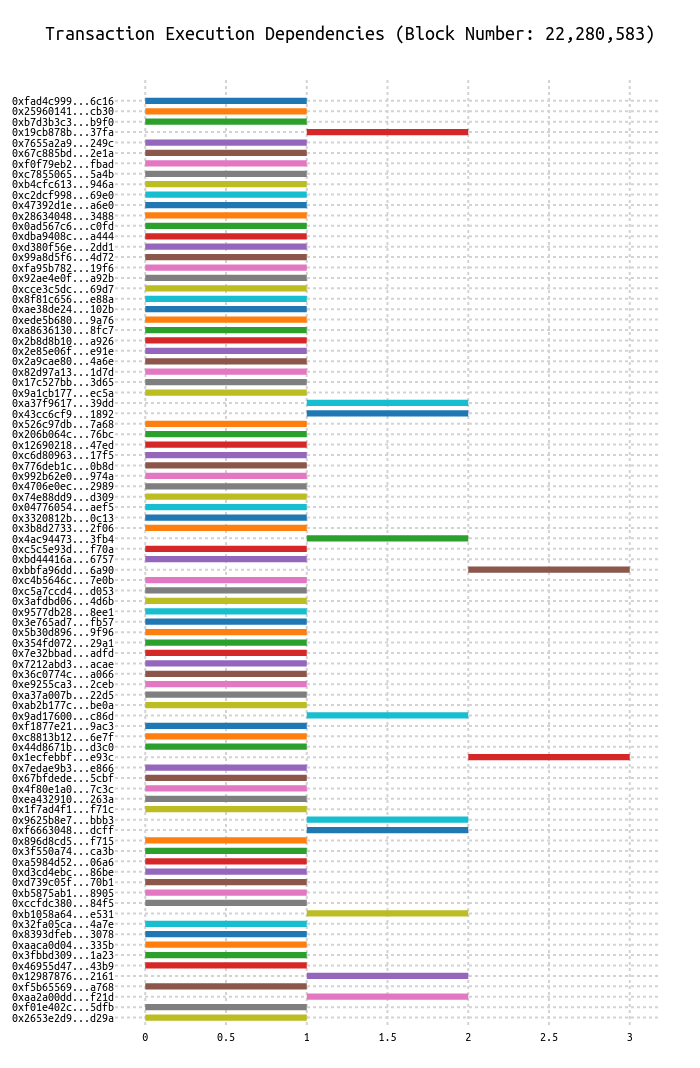 Transaction Execution Dependencies (Block Number: 22,280,583)
0xfad4c999...6c16
0x25960141...cb30
0xb7d3b3c3...b9f0
0x19cb878b...37fa
0x7655a2a9...249c
0x67c885bd...2e1a
0xf0f79eb2...fbad
0xc7855065...5a4b
0xb4cfc613...946a
0xc2dcf998...69e0
0x47392d1e...a6e0
0x28634048...3488
0x0ad567c6...c0fd
0xdba9408c...a444
0xd380f56e...2dd1
0x99a8d5f6...4d72
0xfa95b782...19f6
0x92ae4e0f...a92b
0xcce3c5dc...69d7
0x8f81c656...e88a
0xae38de24...102b
0xede5b680...9a76
0xa8636130...8fc7
0x2b8d8b10...a926
0x2e85e06f...e91e
0x2a9cae80...4a6e
0x82d97a13...1d7d
0x17c527bb...3d65
0x9a1cb177...ec5a
0xa37f9617...39dd
0x43cc6cf9...1892
0x526c97db...7a68
0x206b064c...76bc
0x12690218...47ed
0xc6d80963...17f5
0x776deb1c...0b8d
0x992b62e0...974a
0x4706e0ec...2989
0x74e88dd9...d309
0x04776054...aef5
0x3320812b...0c13
0x3b8d2733...2f06
0x4ac94473...3fb4
0xc5c5e93d...f70a
0xbd44416a...6757
0xbbfa96dd...6a90
0xc4b5646c...7e0b
0xc5a7ccd4...d053
0x3afdbd06...4d6b
0x9577db28...8ee1
0x3e765ad7...fb57
0x5b30d896...9f96
0x354fd072...29a1
0x7e32bbad...adfd
0x7212abd3...acae
0x36c0774c...a066
0xe9255ca3...2ceb
0xa37a007b...22d5
0xab2b177c...be0a
0x9ad17600...c86d
0xf1877e21...9ac3
0xc8813b12...6e7f
0x44d8671b...d3c0
0x1ecfebbf...e93c
0x7edae9b3...e866
0x67bfdede...5cbf
0x4f80e1a0...7c3c
0xea432910...263a
0x1f7ad4f1...f71c
0x9625b8e7...bbb3
0xf6663048...dcff
0x896d8cd5...f715
0x3f550a74...ca3b
0xa5984d52...06a6
0xd3cd4ebc...86be
0xd739c05f...70b1
0xb5875ab1...8905
0xccfdc380...84f5
0xb1058a64...e531
0x32fa05ca...4a7e
0x8393dfeb...3078
0xaaca0d04...335b
0x3fbbd309...1a23
0x46955d47...43b9
0x12987876...2161
0xf5b65569...a768
0xaa2a00dd...f21d
0xf01e402c...5dfb
0x2653e2d9...d29a
0 0.5 1 1.5 2 2.5 3